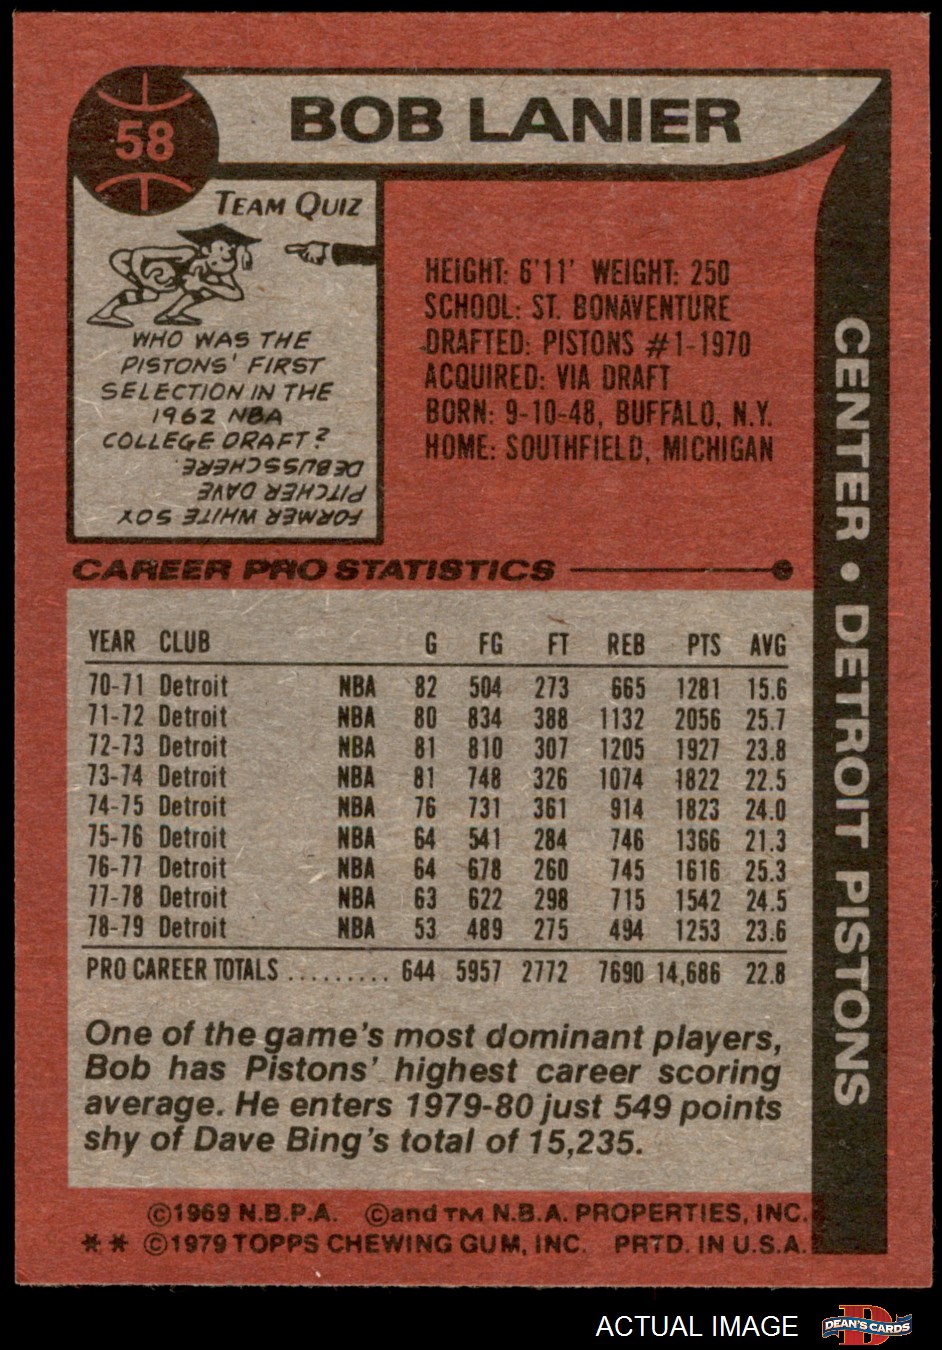 58
BOB LANIER
TEAM QUIZ
WHO WAS THE
PISTONS' FIRST
SELECTION IN THE
1962 NBA
COLLEGE DRAFT?
FORMER WHITE SOX
PITCHER DAVE
DEBUSSCHERE.
HEIGHT: 6'11' WEIGHT: 250
SCHOOL: ST. BONAVENTURE
DRAFTED: PISTONS #1-1970
ACQUIRED: VIA DRAFT
BORN: 9-10-48, BUFFALO, N.Y.
HOME: SOUTHFIELD, MICHIGAN
CENTER • DETROIT PISTONS
CAREER PRO STATISTICS
YEAR CLUB G FG FT REB PTS AVG
70-71 Detroit NBA 82 504 273 665 1281 15.6
71-72 Detroit NBA 80 834 388 1132 2056 25.7
72-73 Detroit NBA 81 810 307 1205 1927 23.8
73-74 Detroit NBA 81 748 326 1074 1822 22.5
74-75 Detroit NBA 76 731 361 914 1823 24.0
75-76 Detroit NBA 64 541 284 746 1366 21.3
76-77 Detroit NBA 64 678 260 745 1616 25.3
77-78 Detroit NBA 63 622 298 715 1542 24.5
78-79 Detroit NBA 53 489 275 494 1253 23.6
PRO CAREER TOTALS ......... 644 5957 2772 7690 14,686 22.8
One of the game's most dominant players,
Bob has Pistons' highest career scoring
average. He enters 1979-80 just 549 points
shy of Dave Bing's total of 15,235.
©1969 N.B.P.A. ©and TM N.B.A. PROPERTIES, INC.
** ©1979 TOPPS CHEWING GUM, INC. PRTD. IN U.S.A.
ACTUAL IMAGE
DEAN'S CARDS